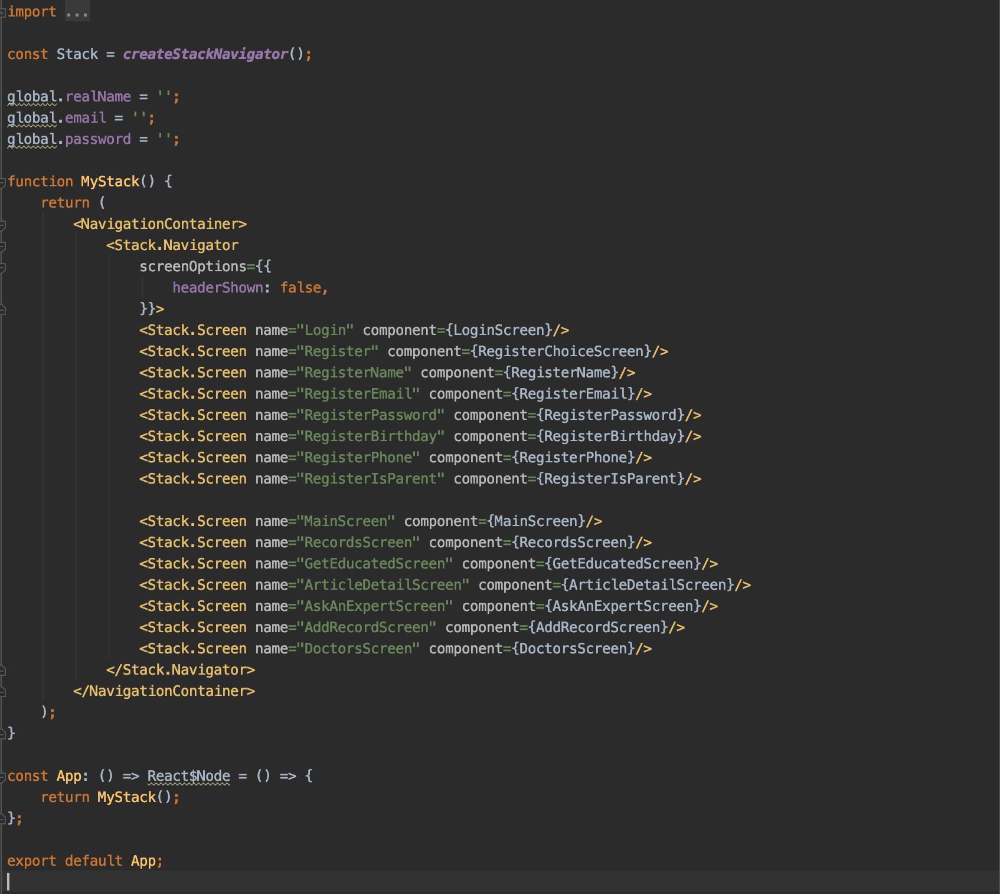 import ...
const Stack = createStackNavigator();
global.realName = '';
global.email = '';
global.password = '';
function MyStack() {
    return (
        <NavigationContainer>
            <Stack.Navigator
                screenOptions={{
                    headerShown: false,
                }}>
                <Stack.Screen name="Login" component={LoginScreen}/>
                <Stack.Screen name="Register" component={RegisterChoiceScreen}/>
                <Stack.Screen name="RegisterName" component={RegisterName}/>
                <Stack.Screen name="RegisterEmail" component={RegisterEmail}/>
                <Stack.Screen name="RegisterPassword" component={RegisterPassword}/>
                <Stack.Screen name="RegisterBirthday" component={RegisterBirthday}/>
                <Stack.Screen name="RegisterPhone" component={RegisterPhone}/>
                <Stack.Screen name="RegisterIsParent" component={RegisterIsParent}/>
                <Stack.Screen name="MainScreen" component={MainScreen}/>
                <Stack.Screen name="RecordsScreen" component={RecordsScreen}/>
                <Stack.Screen name="GetEducatedScreen" component={GetEducatedScreen}/>
                <Stack.Screen name="ArticleDetailScreen" component={ArticleDetailScreen}/>
                <Stack.Screen name="AskAnExpertScreen" component={AskAnExpertScreen}/>
                <Stack.Screen name="AddRecordScreen" component={AddRecordScreen}/>
                <Stack.Screen name="DoctorsScreen" component={DoctorsScreen}/>
            </Stack.Navigator>
        </NavigationContainer>
    );
}
const App: () => React$Node = () => {
    return MyStack();
};
export default App;